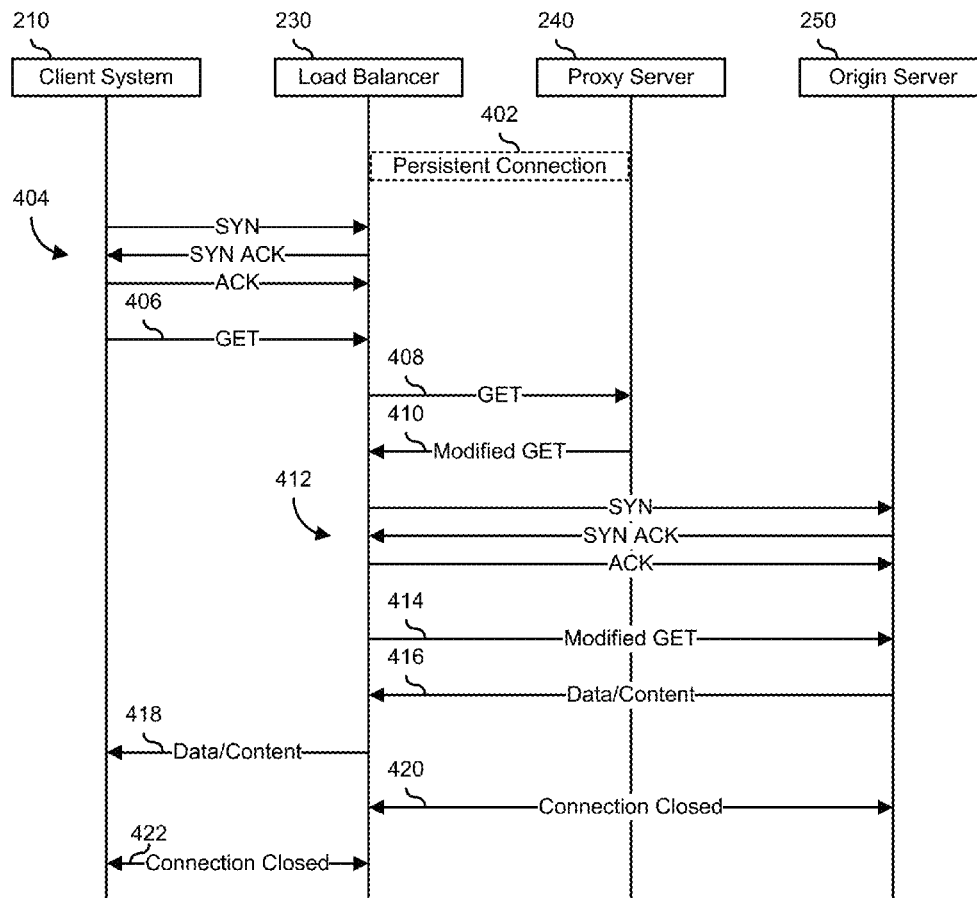 210 230 240 250
Client System Load Balancer Proxy Server Origin Server
402
Persistent Connection
404
SYN
SYN ACK
ACK
406
GET
408
GET
410
Modified GET
412
SYN
SYN ACK
ACK
414
Modified GET
416
Data/Content
418
Data/Content
420
Connection Closed
422
Connection Closed